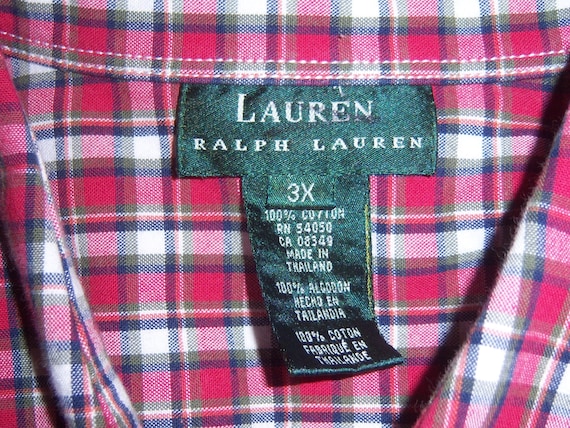 LAUREN
RALPH LAUREN
3X
100% COTTON
RN 54050
CA 08349
MADE IN
THAILAND
100% ALGODON
HECHO EN
TAILANDIA
100% COTON
FABRIQUÉ EN
THAILANDE